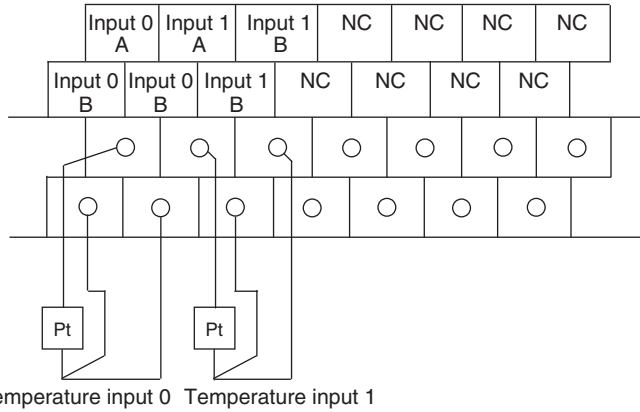 Input 0 A Input 1 A Input 1 B NC NC NC NC
Input 0 B Input 0 B Input 1 B NC NC NC NC
Pt Pt
emperature input 0 Temperature input 1